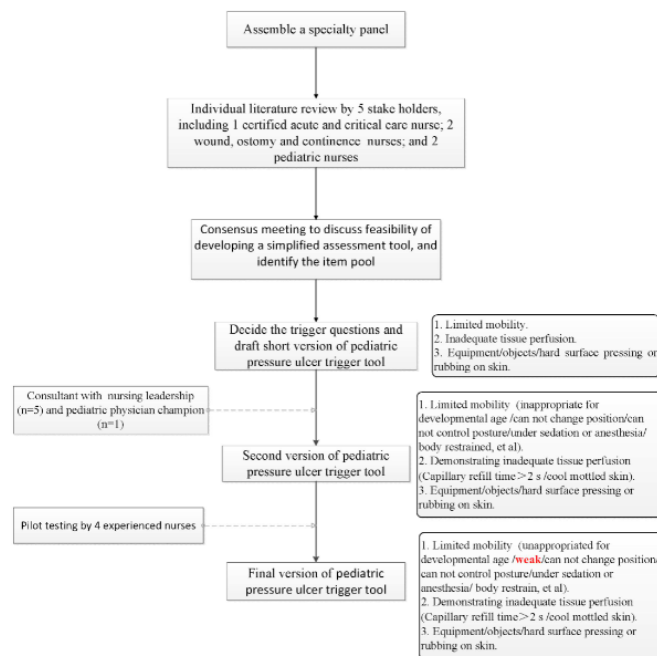 Assemble a specialty panel
Individual literature review by 5 stake holders,
including 1 certified acute and critical care nurse; 2
wound, ostomy and continence nurses; and 2
pediatric nurses
Consensus meeting to discuss feasibility of
developing a simplified assessment tool, and
identify the item pool
Decide the trigger questions and
draft short version of pediatric
pressure ulcer trigger tool
1. Limited mobility.
2. Inadequate tissue perfusion.
3. Equipment/objects/hard surface pressing or
rubbing on skin.
Consultant with nursing leadership
(n=5) and pediatric physician champion
(n=1)
Second version of pediatric
pressure ulcer trigger tool
1. Limited mobility (inappropriate for
developmental age /can not change position/can
not control posture/under sedation or anesthesia/
body restrained, et al).
2. Demonstrating inadequate tissue perfusion
(Capillary refill time>2 s /cool mottled skin).
3. Equipment/objects/hard surface pressing or
rubbing on skin.
Pilot testing by 4 experienced nurses
Final version of pediatric
pressure ulcer trigger tool
1. Limited mobility (unappropriated for
developmental age /weak/can not change position/
can not control posture/under sedation or
anesthesia/ body restrain, et al).
2. Demonstrating inadequate tissue perfusion
(Capillary refill time>2 s /cool mottled skin).
3. Equipment/objects/hard surface pressing or
rubbing on skin.